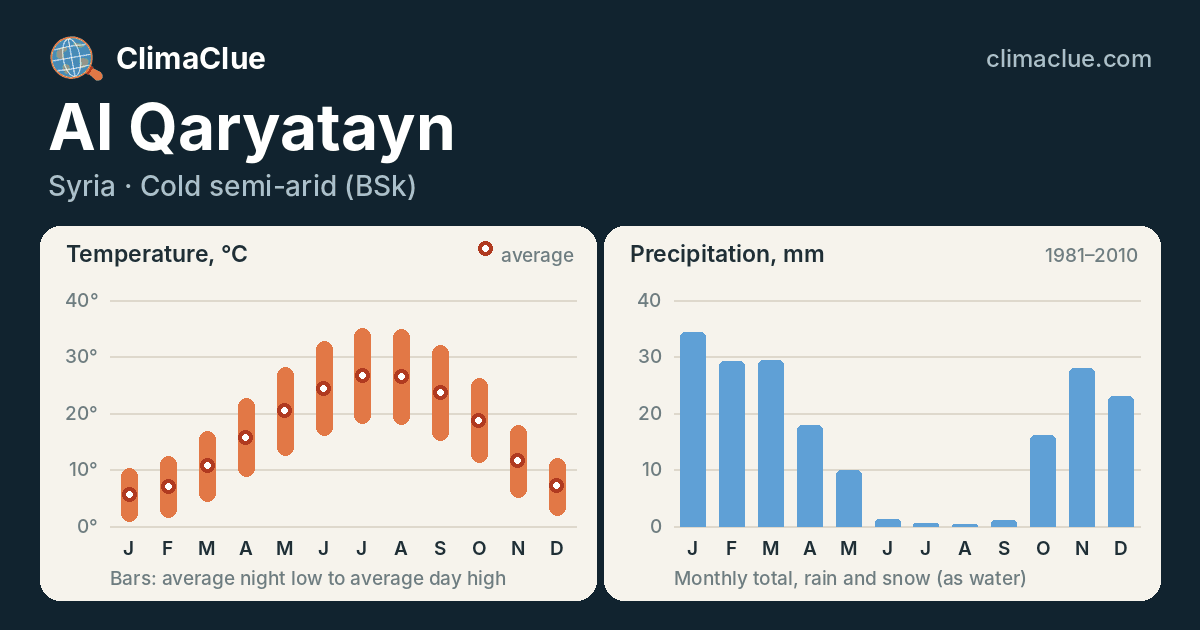 ClimaClue
climaclue.com
Al Qaryatayn
Syria · Cold semi-arid (BSk)
Temperature, °C
average
40°
30°
20°
10°
0°
J F M A M J J A S O N D
Bars: average night low to average day high
Precipitation, mm
1981–2010
40
30
20
10
0
J F M A M J J A S O N D
Monthly total, rain and snow (as water)